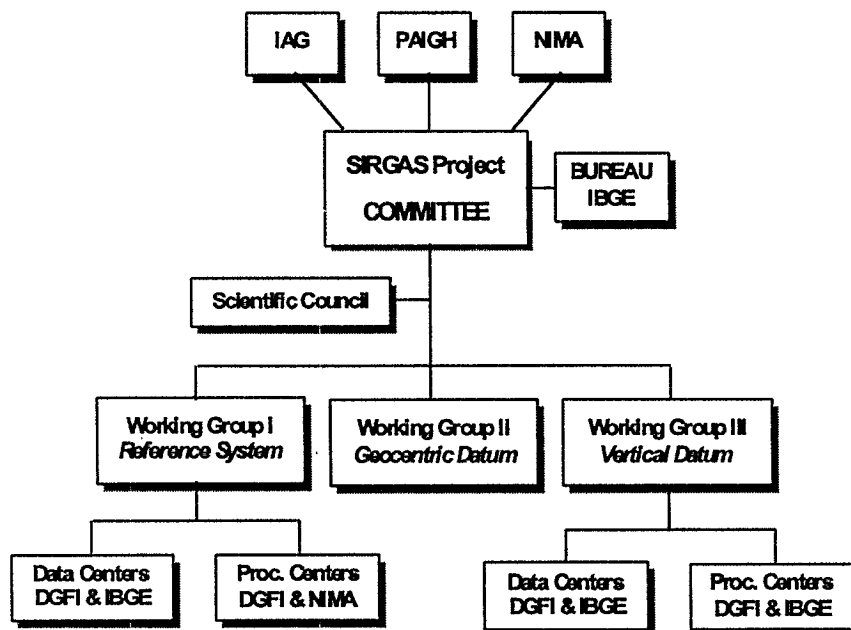 IAG
PAIGH
NIMA
SIRGAS Project
COMMITTEE
BUREAU
IBGE
Scientific Council
Working Group I
Reference System
Working Group II
Geocentric Datum
Working Group III
Vertical Datum
Data Centers
DGFI & IBGE
Proc. Centers
DGFI & NIMA
Data Centers
DGFI & IBGE
Proc. Centers
DGFI & IBGE